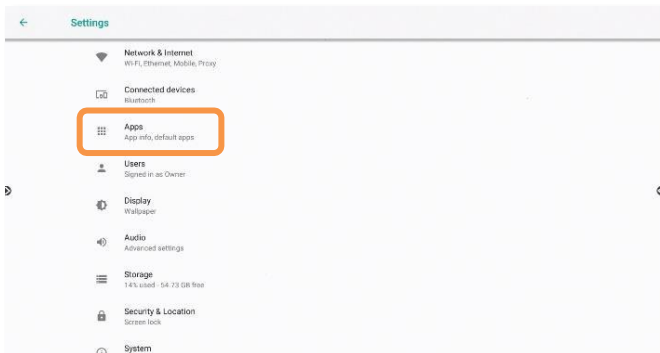 Settings
Network & Internet
Wi-Fi, Ethernet, Mobile, Proxy
Connected devices
Bluetooth
Apps
App info, default apps
Users
Signed in as Owner
Display
Wallpaper
Audio
Advanced settings
Storage
14% used - 54.73 GB free
Security & Location
Screen lock
System